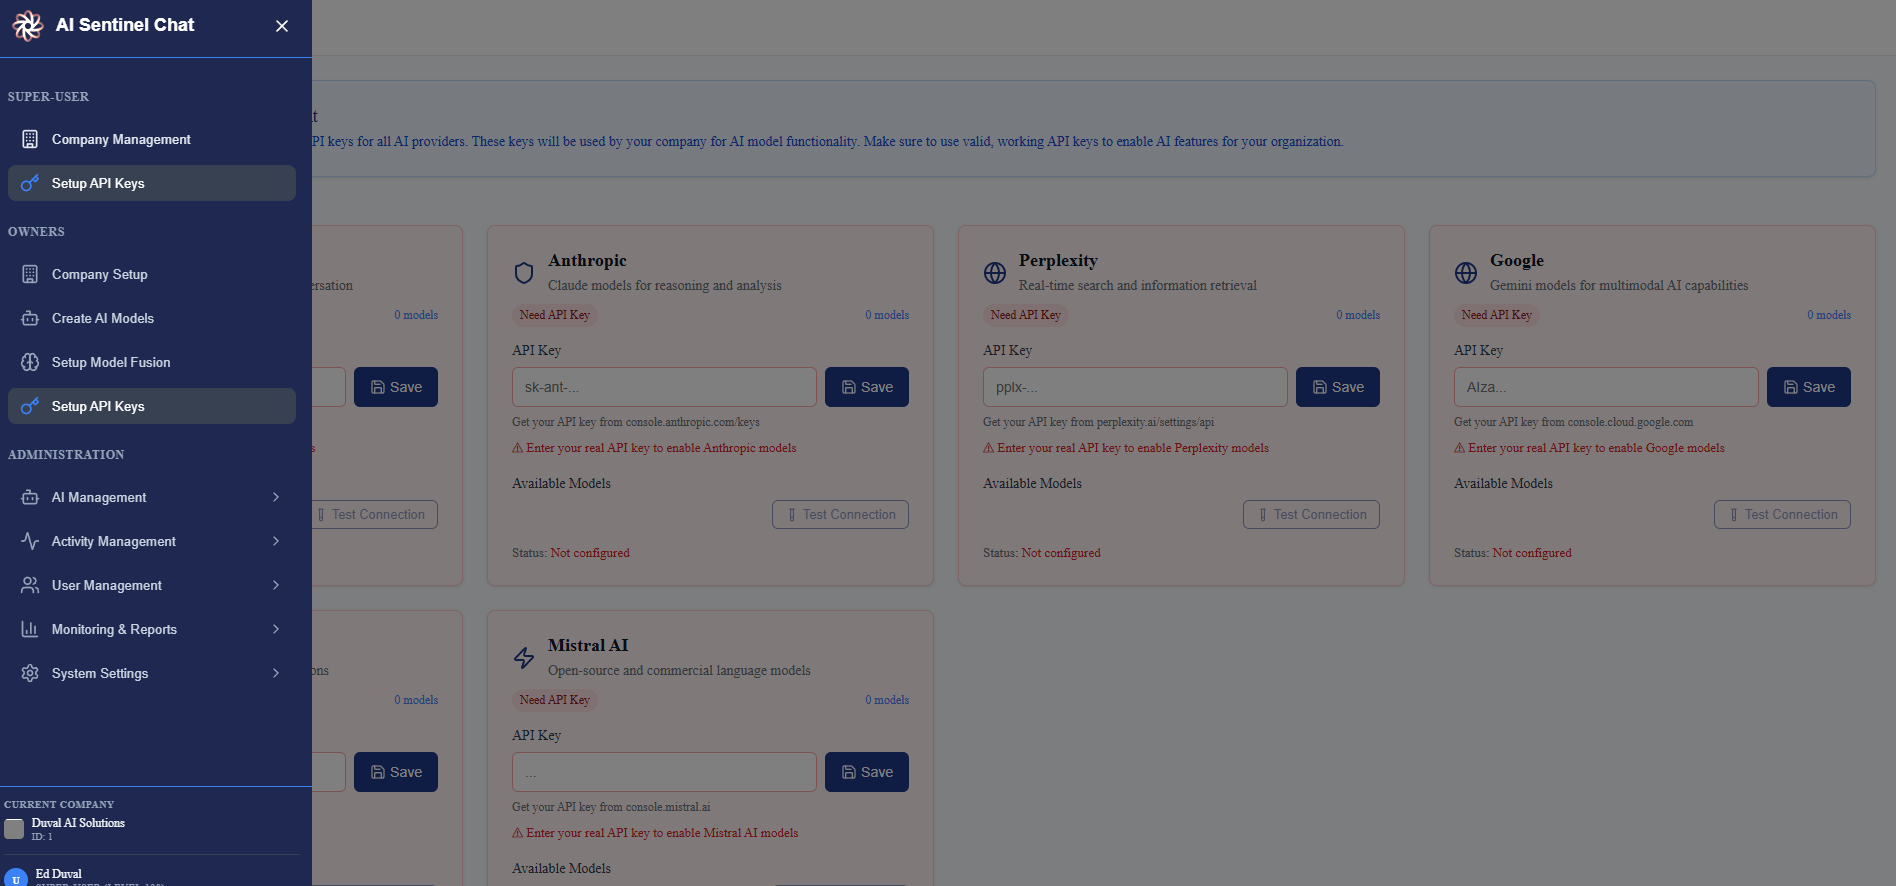 AI Sentinel Chat
SUPER-USER
Company Management
Setup API Keys
OWNERS
Company Setup
Create AI Models
Setup Model Fusion
Setup API Keys
ADMINISTRATION
AI Management
Activity Management
User Management
Monitoring & Reports
System Settings
CURRENT COMPANY
Duval AI Solutions
ID: 1
U
Ed Duval
PI keys for all AI providers. These keys will be used by your company for AI model functionality. Make sure to use valid, working API keys to enable AI features for your organization.
0 models
Save
Test Connection
Anthropic
Claude models for reasoning and analysis
Need API Key
0 models
API Key
sk-ant-...
Save
Get your API key from console.anthropic.com/keys
Enter your real API key to enable Anthropic models
Available Models
Test Connection
Status: Not configured
Perplexity
Real-time search and information retrieval
Need API Key
0 models
API Key
pplx-...
Save
Get your API key from perplexity.ai/settings/api
Enter your real API key to enable Perplexity models
Available Models
Test Connection
Status: Not configured
Google
Gemini models for multimodal AI capabilities
Need API Key
0 models
API Key
AIza...
Save
Get your API key from console.cloud.google.com
Enter your real API key to enable Google models
Available Models
Test Connection
Status: Not configured
0 models
Save
Mistral AI
Open-source and commercial language models
Need API Key
0 models
API Key
...
Save
Get your API key from console.mistral.ai
Enter your real API key to enable Mistral AI models
Available Models